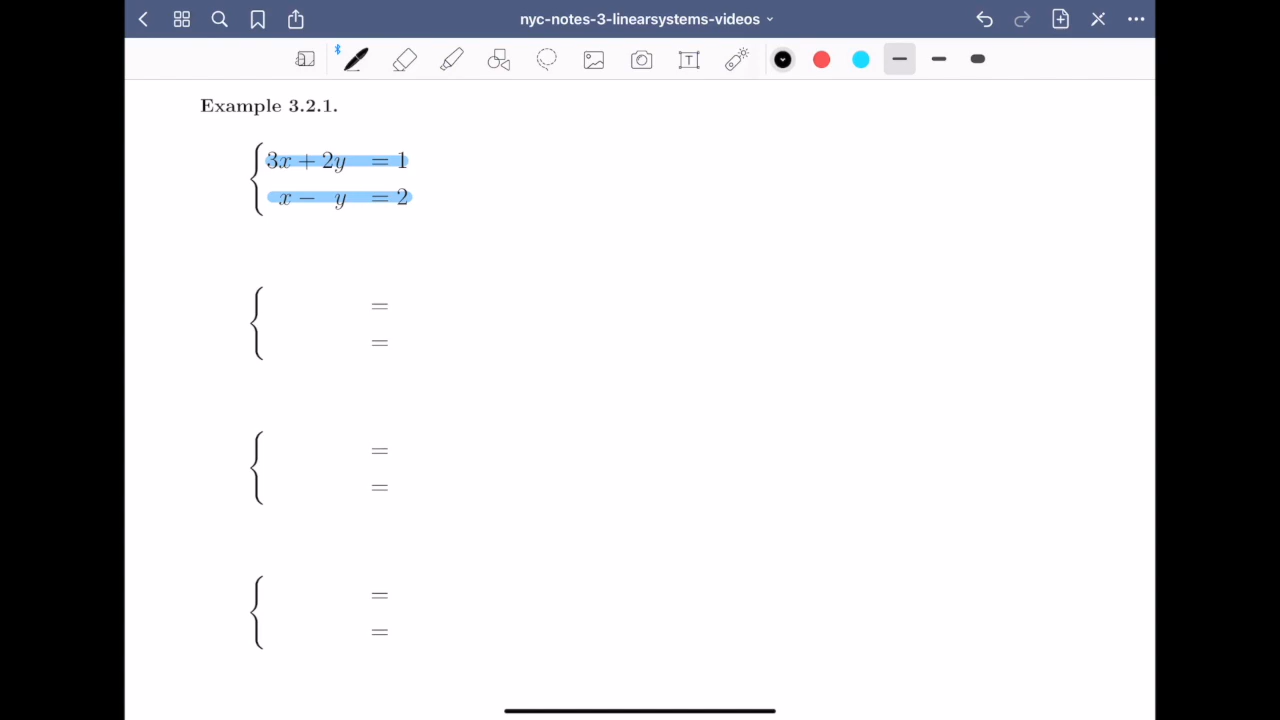 nyc-notes-3-linearsystems-videos
T
Example 3.2.1.
3x + 2y = 1
x − y = 2
=
=
=
=
=
=